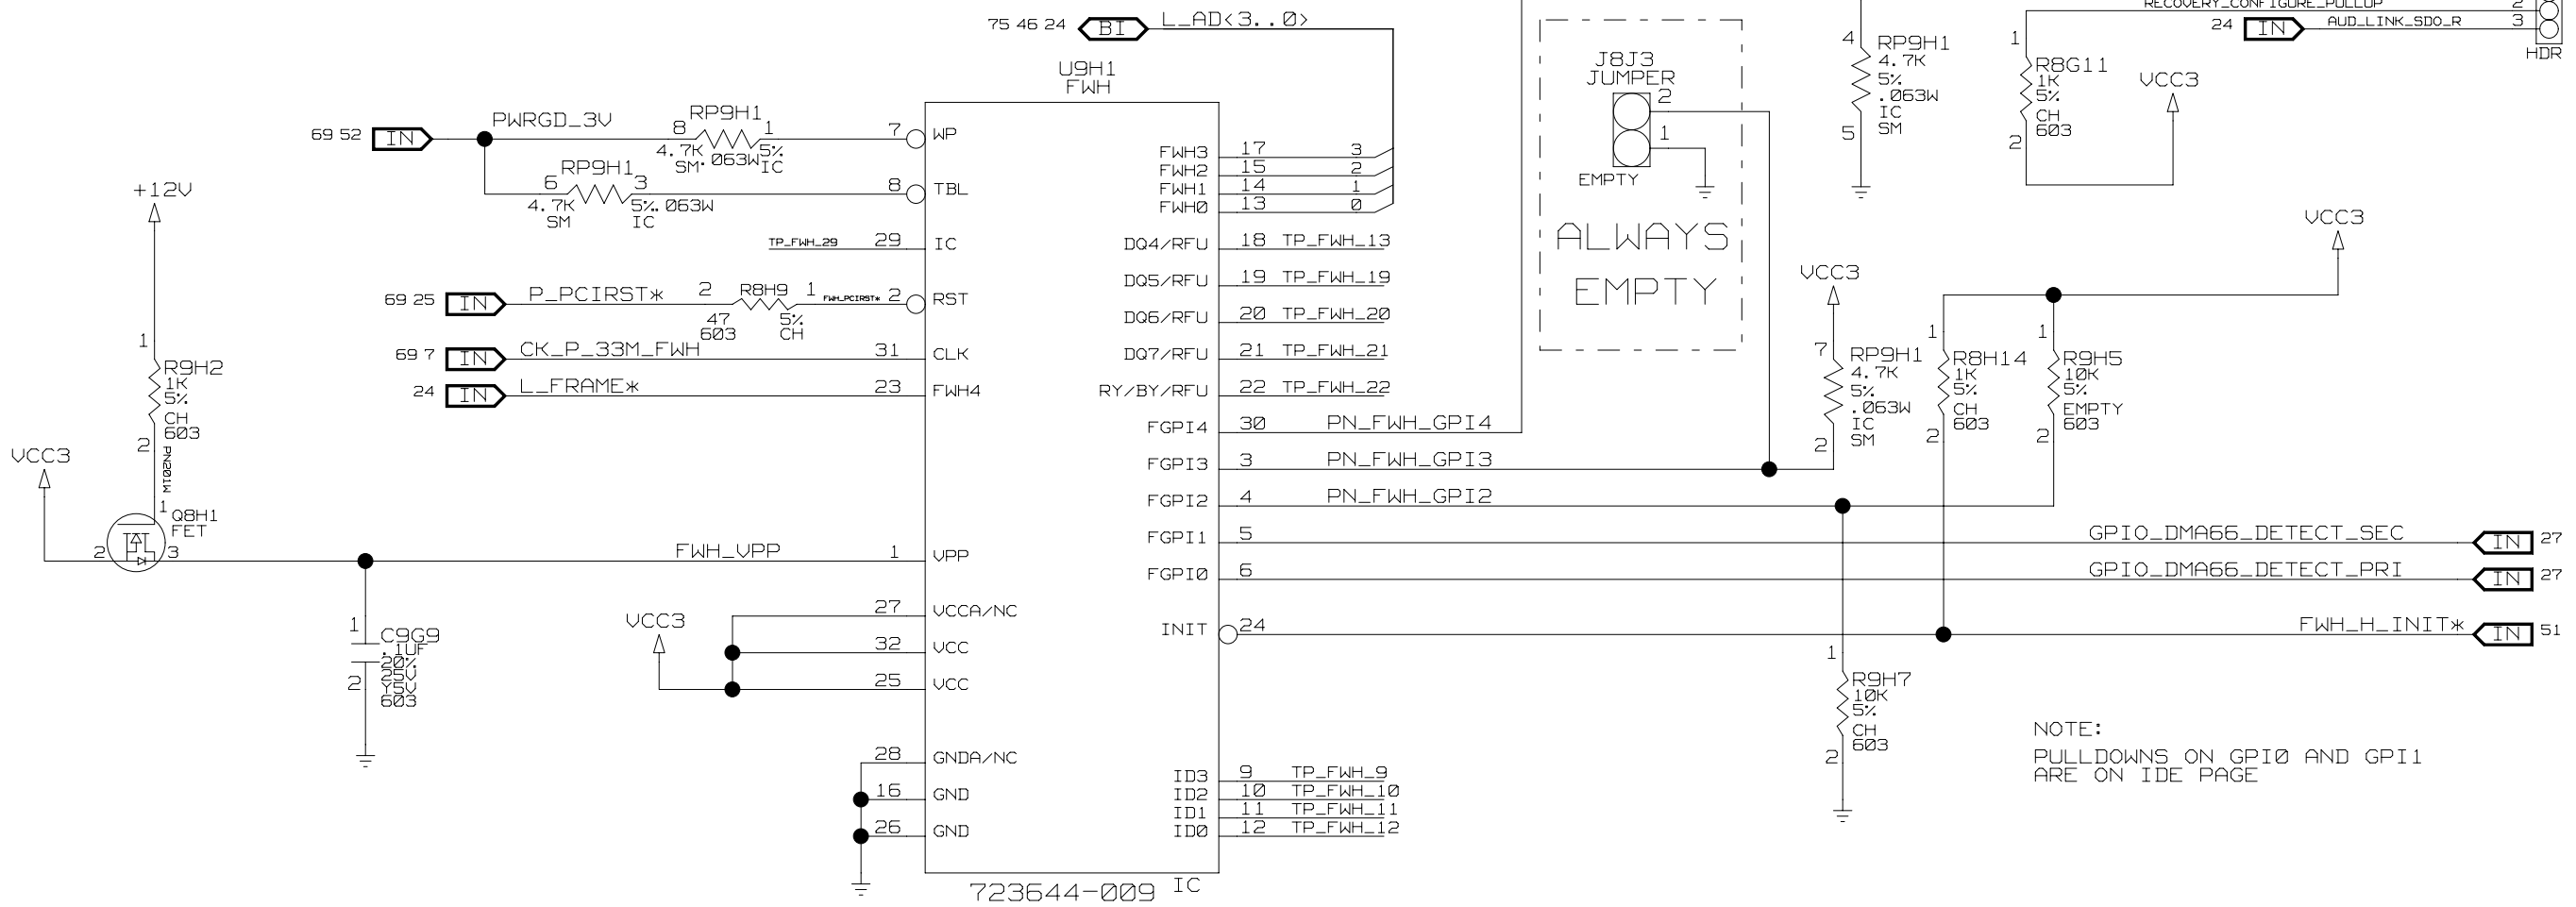 75 46 24 BI L_AD<3..0>
U9H1
FWH
69 52 IN PWRGD_3V
8 RP9H1 1
4.7K 5%
SM .063W IC
7 WP
6 RP9H1 3
4.7K 5% .063W
SM IC
8 TBL
TP_FWH_29 29 IC
69 25 IN P_PCIRST* 2 R8H9 1 FWH_PCIRST* 2 RST
47 5%
603 CH
69 7 IN CK_P_33M_FWH 31 CLK
24 IN L_FRAME* 23 FWH4
+12V
1
R9H2
1K
5%
CH
603
2
PN201W
VCC3
1
Q8H1
FET
2 3
FWH_VPP 1 VPP
1
C9G9
.1UF
20%
25V
Y5V
603
2
VCC3
27 VCCA/NC
32 VCC
25 VCC
28 GNDA/NC
16 GND
26 GND
723644-009 IC
FWH3 17 3
FWH2 15 2
FWH1 14 1
FWH0 13 0
DQ4/RFU 18 TP_FWH_13
DQ5/RFU 19 TP_FWH_19
DQ6/RFU 20 TP_FWH_20
DQ7/RFU 21 TP_FWH_21
RY/BY/RFU 22 TP_FWH_22
FGPI4 30 PN_FWH_GPI4
FGPI3 3 PN_FWH_GPI3
FGPI2 4 PN_FWH_GPI2
FGPI1 5 GPIO_DMA66_DETECT_SEC IN 27
FGPI0 6 GPIO_DMA66_DETECT_PRI IN 27
INIT 24 FWH_H_INIT* IN 51
ID3 9 TP_FWH_9
ID2 10 TP_FWH_10
ID1 11 TP_FWH_11
ID0 12 TP_FWH_12
J8J3
JUMPER
2
1
EMPTY
ALWAYS
EMPTY
4
RP9H1
4.7K
5%
.063W
IC
SM
5
RECOVERY_CONFIGURE_PULLUP 2
24 IN AUD_LINK_SDO_R 3
HDR
1
R8G11
1K
5%
CH
603
2
VCC3
VCC3
VCC3
7
RP9H1
4.7K
5%
.063W
IC
SM
2
1
R8H14
1K
5%
CH
603
2
1
R9H5
10K
5%
EMPTY
603
2
1
R9H7
10K
5%
CH
603
2
NOTE:
PULLDOWNS ON GPI0 AND GPI1
ARE ON IDE PAGE